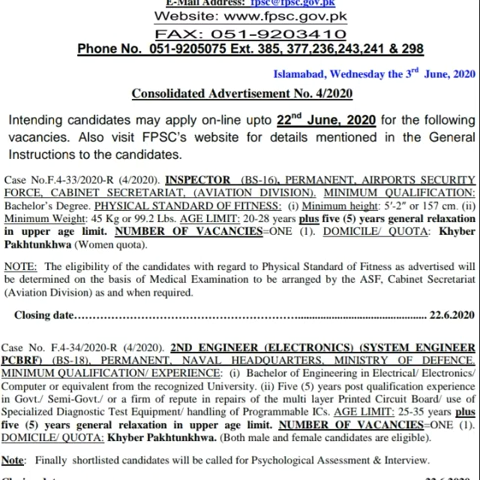 E-Mail Address: fpsc@fpsc.gov.pk
Website: www.fpsc.gov.pk
FAX: 051-9203410
Phone No. 051-9205075 Ext. 385, 377,236,243,241 & 298
Islamabad, Wednesday the 3rd June, 2020
Consolidated Advertisement No. 4/2020
Intending candidates may apply on-line upto 22nd June, 2020 for the following
vacancies. Also visit FPSC's website for details mentioned in the General
Instructions to the candidates.
Case No.F.4-33/2020-R (4/2020). INSPECTOR (BS-16), PERMANENT, AIRPORTS SECURITY
FORCE, CABINET SECRETARIAT, (AVIATION DIVISION). MINIMUM QUALIFICATION:
Bachelor's Degree. PHYSICAL STANDARD OF FITNESS: (i) Minimum height: 5'-2" or 157 cm. (ii)
Minimum Weight: 45 Kg or 99.2 Lbs. AGE LIMIT: 20-28 years plus five (5) years general relaxation
in upper age limit. NUMBER OF VACANCIES=ONE (1). DOMICILE/ QUOTA: Khyber
Pakhtunkhwa (Women quota).
NOTE: The eligibility of the candidates with regard to Physical Standard of Fitness as advertised will
be determined on the basis of Medical Examination to be arranged by the ASF, Cabinet Secretariat
(Aviation Division) as and when required.
Closing date........................................................................................................ 22.6.2020
Case No. F.4-34/2020-R (4/2020). 2ND ENGINEER (ELECTRONICS) (SYSTEM ENGINEER
PCBRF) (BS-18), PERMANENT, NAVAL HEADQUARTERS, MINISTRY OF DEFENCE.
MINIMUM QUALIFICATION/ EXPERIENCE: (i) Bachelor of Engineering in Electrical/ Electronics/
Computer or equivalent from the recognized University. (ii) Five (5) years post qualification experience
in Govt./ Semi-Govt./ or a firm of repute in repairs of the multi layer Printed Circuit Board/ use of
Specialized Diagnostic Test Equipment/ handling of Programmable ICs. AGE LIMIT: 25-35 years plus
five (5) years general relaxation in upper age limit. NUMBER OF VACANCIES=ONE (1).
DOMICILE/ QUOTA: Khyber Pakhtunkhwa. (Both male and female candidates are eligible).
Note: Finally shortlisted candidates will be called for Psychological Assessment & Interview.
Closing date 22.6.2020